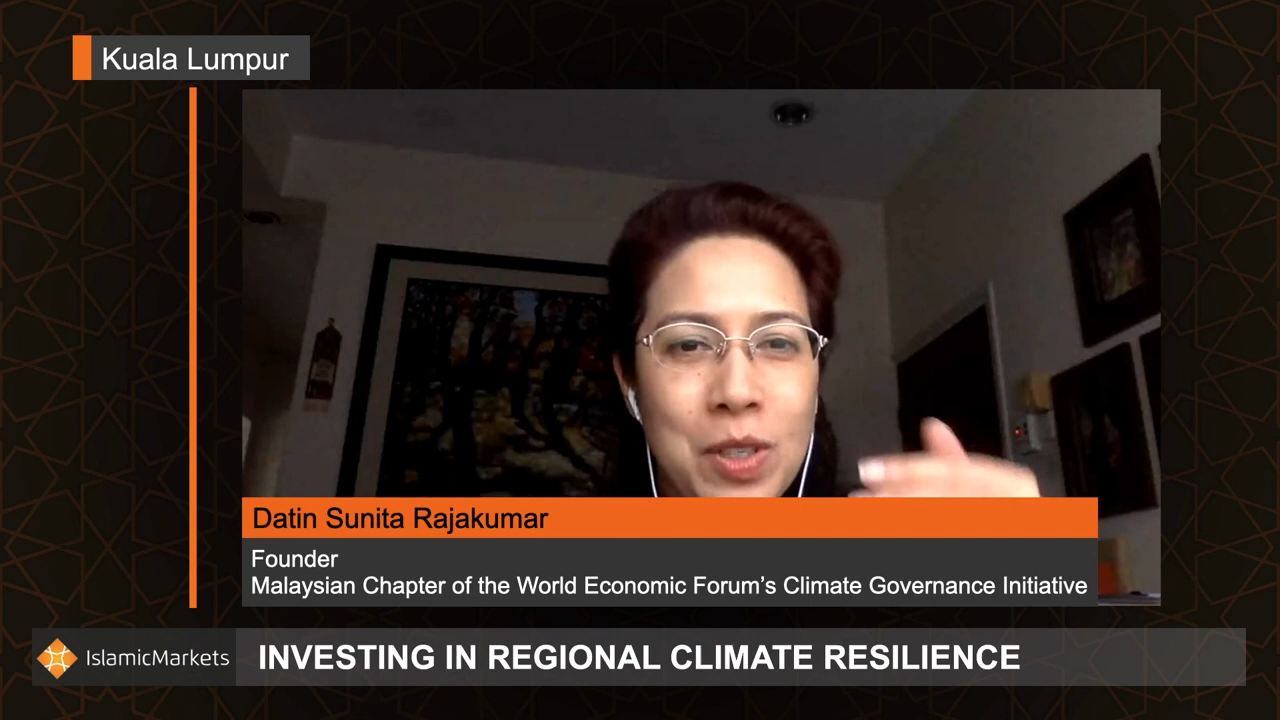 Kuala Lumpur
Datin Sunita Rajakumar
Founder
Malaysian Chapter of the World Economic Forum’s Climate Governance Initiative
IslamicMarkets
INVESTING IN REGIONAL CLIMATE RESILIENCE